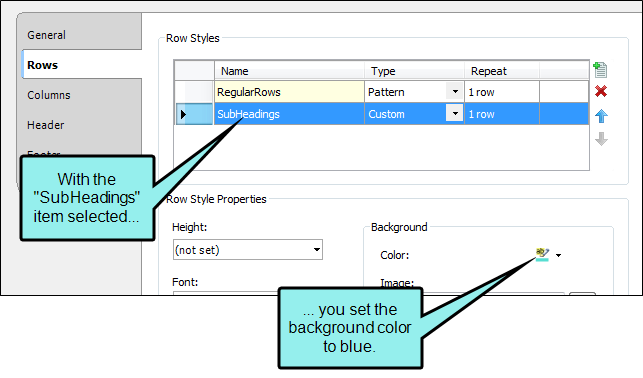 General
Rows
Columns
Header
Footer
Row Styles
Name Type Repeat
RegularRows Pattern 1 row
SubHeadings Custom 1 row
With the
"SubHeadings"
item selected...
Row Style Properties
Height:
(not set)
Font:
Background
Color:
Image:
... you set the
background color
to blue.